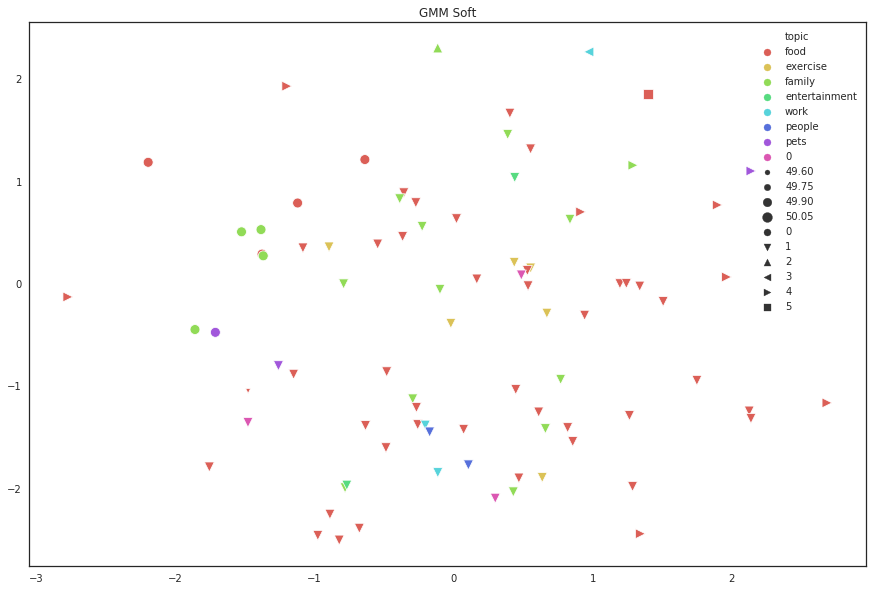 GMM Soft
topic
food
exercise
family
entertainment
work
people
pets
0
49.60
49.75
49.90
50.05
0
1
2
3
4
5
2
1
0
−1
−2
−3 −2 −1 0 1 2